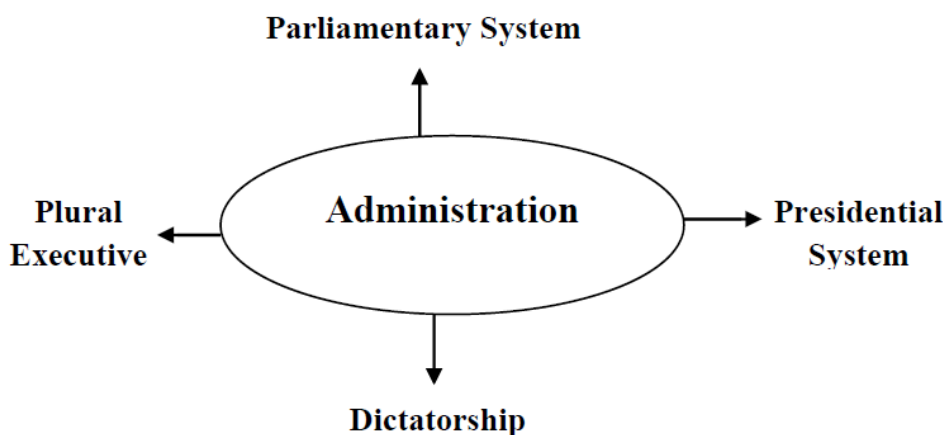 Parliamentary System
Administration
Plural
Executive
Presidential
System
Dictatorship